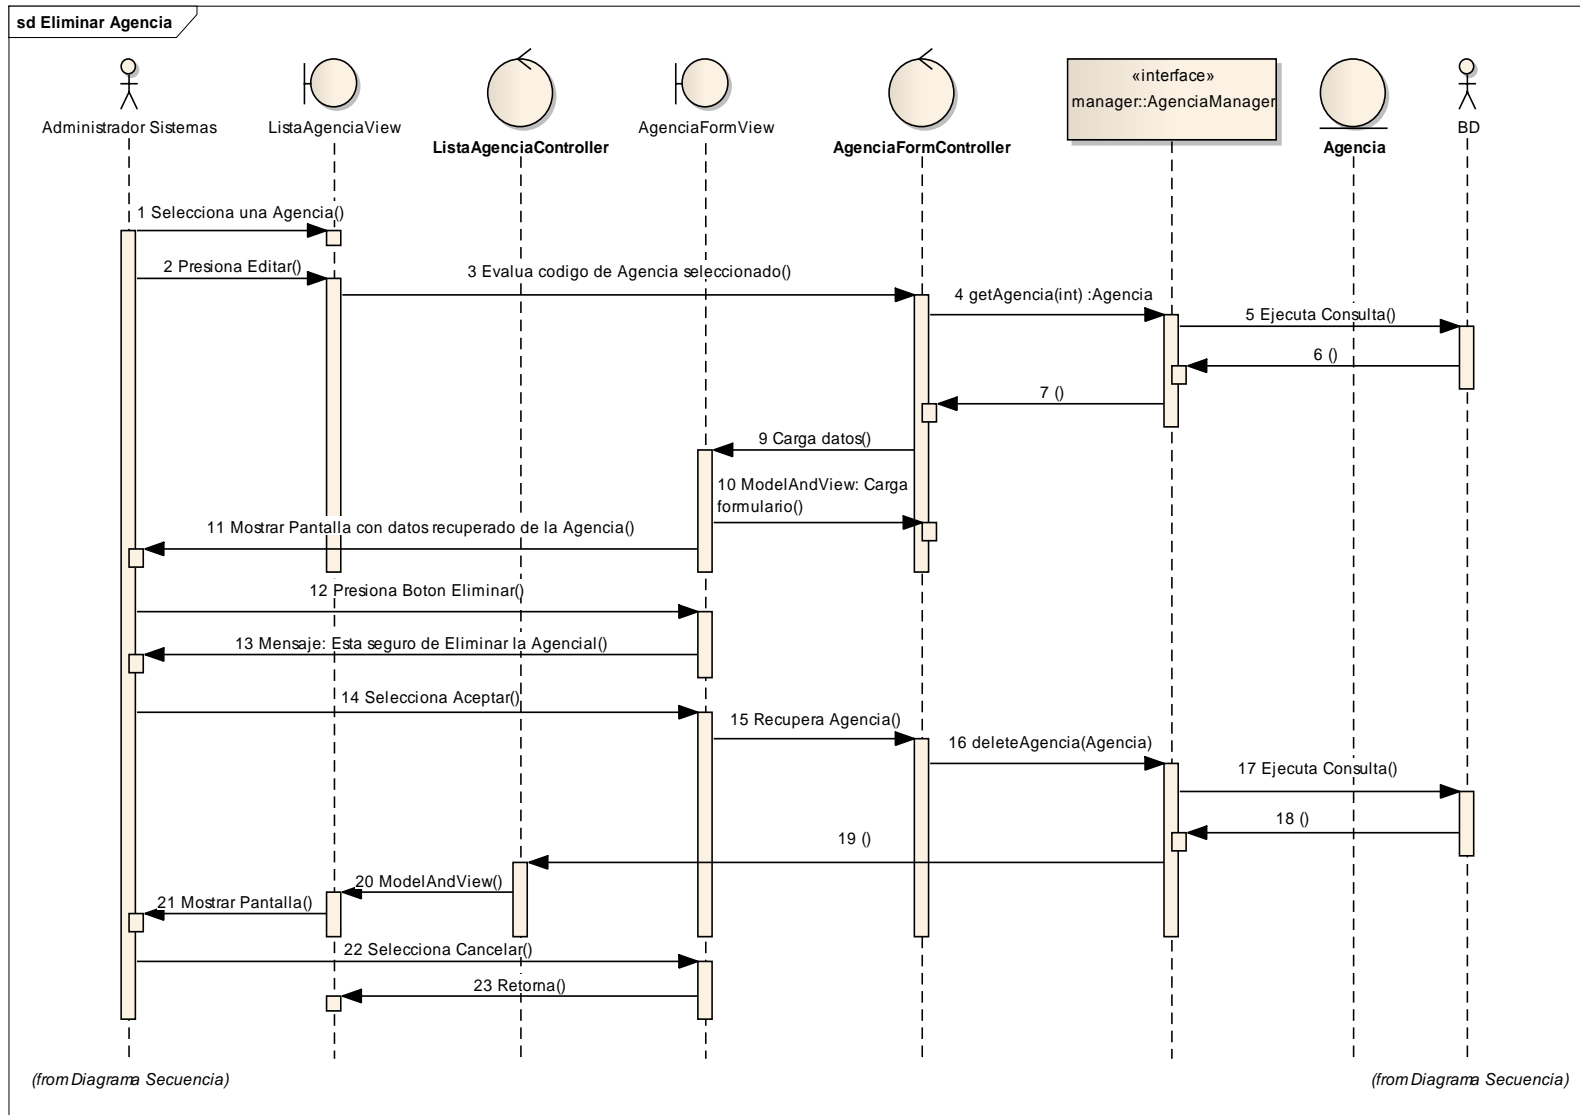 sd Eliminar Agencia
«interface»
manager::AgenciaManager
Administrador Sistemas
ListaAgenciaView
ListaAgenciaController
AgenciaFormView
AgenciaFormController
Agencia
BD
1 Selecciona una Agencia()
2 Presiona Editar()
3 Evalua codigo de Agencia seleccionado()
4 getAgencia(int) :Agencia
5 Ejecuta Consulta()
6 ()
7 ()
9 Carga datos()
10 ModelAndView: Carga
formulario()
11 Mostrar Pantalla con datos recuperado de la Agencia()
12 Presiona Boton Eliminar()
13 Mensaje: Esta seguro de Eliminar la Agencial()
14 Selecciona Aceptar()
15 Recupera Agencia()
16 deleteAgencia(Agencia)
17 Ejecuta Consulta()
18 ()
19 ()
20 ModelAndView()
21 Mostrar Pantalla()
22 Selecciona Cancelar()
23 Retorna()
(from Diagrama Secuencia)
(from Diagrama Secuencia)